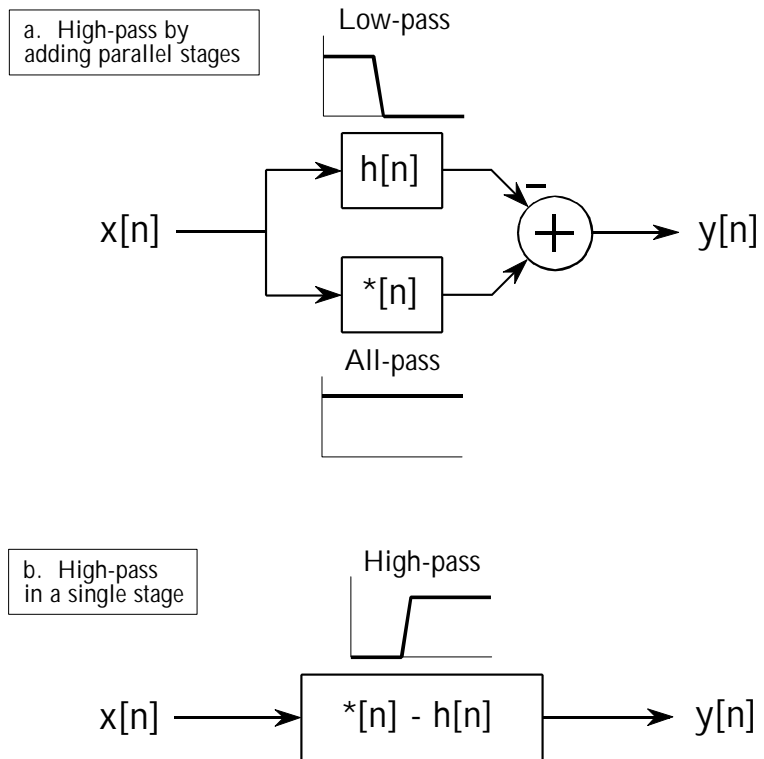 a. High-pass by
adding parallel stages
Low-pass
h[n]
x[n]
−
+
y[n]
*[n]
All-pass
b. High-pass
in a single stage
High-pass
x[n]
*[n] - h[n]
y[n]